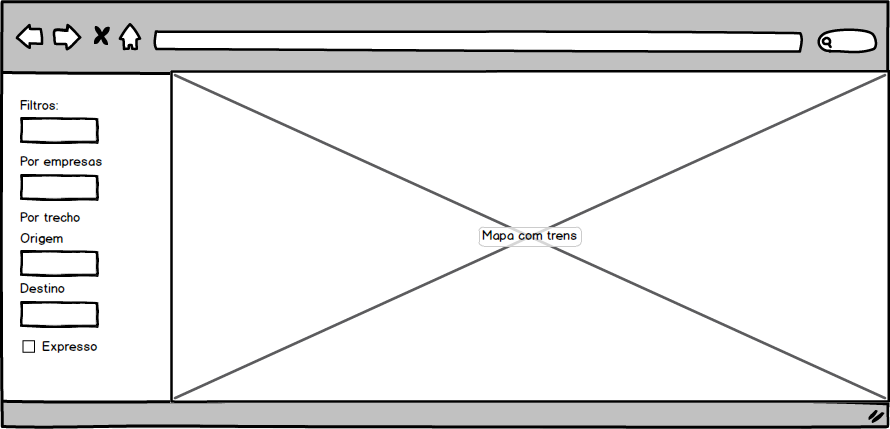 Filtros:
Por empresas
Por trecho
Origem
Destino
Expresso
Mapa com trens